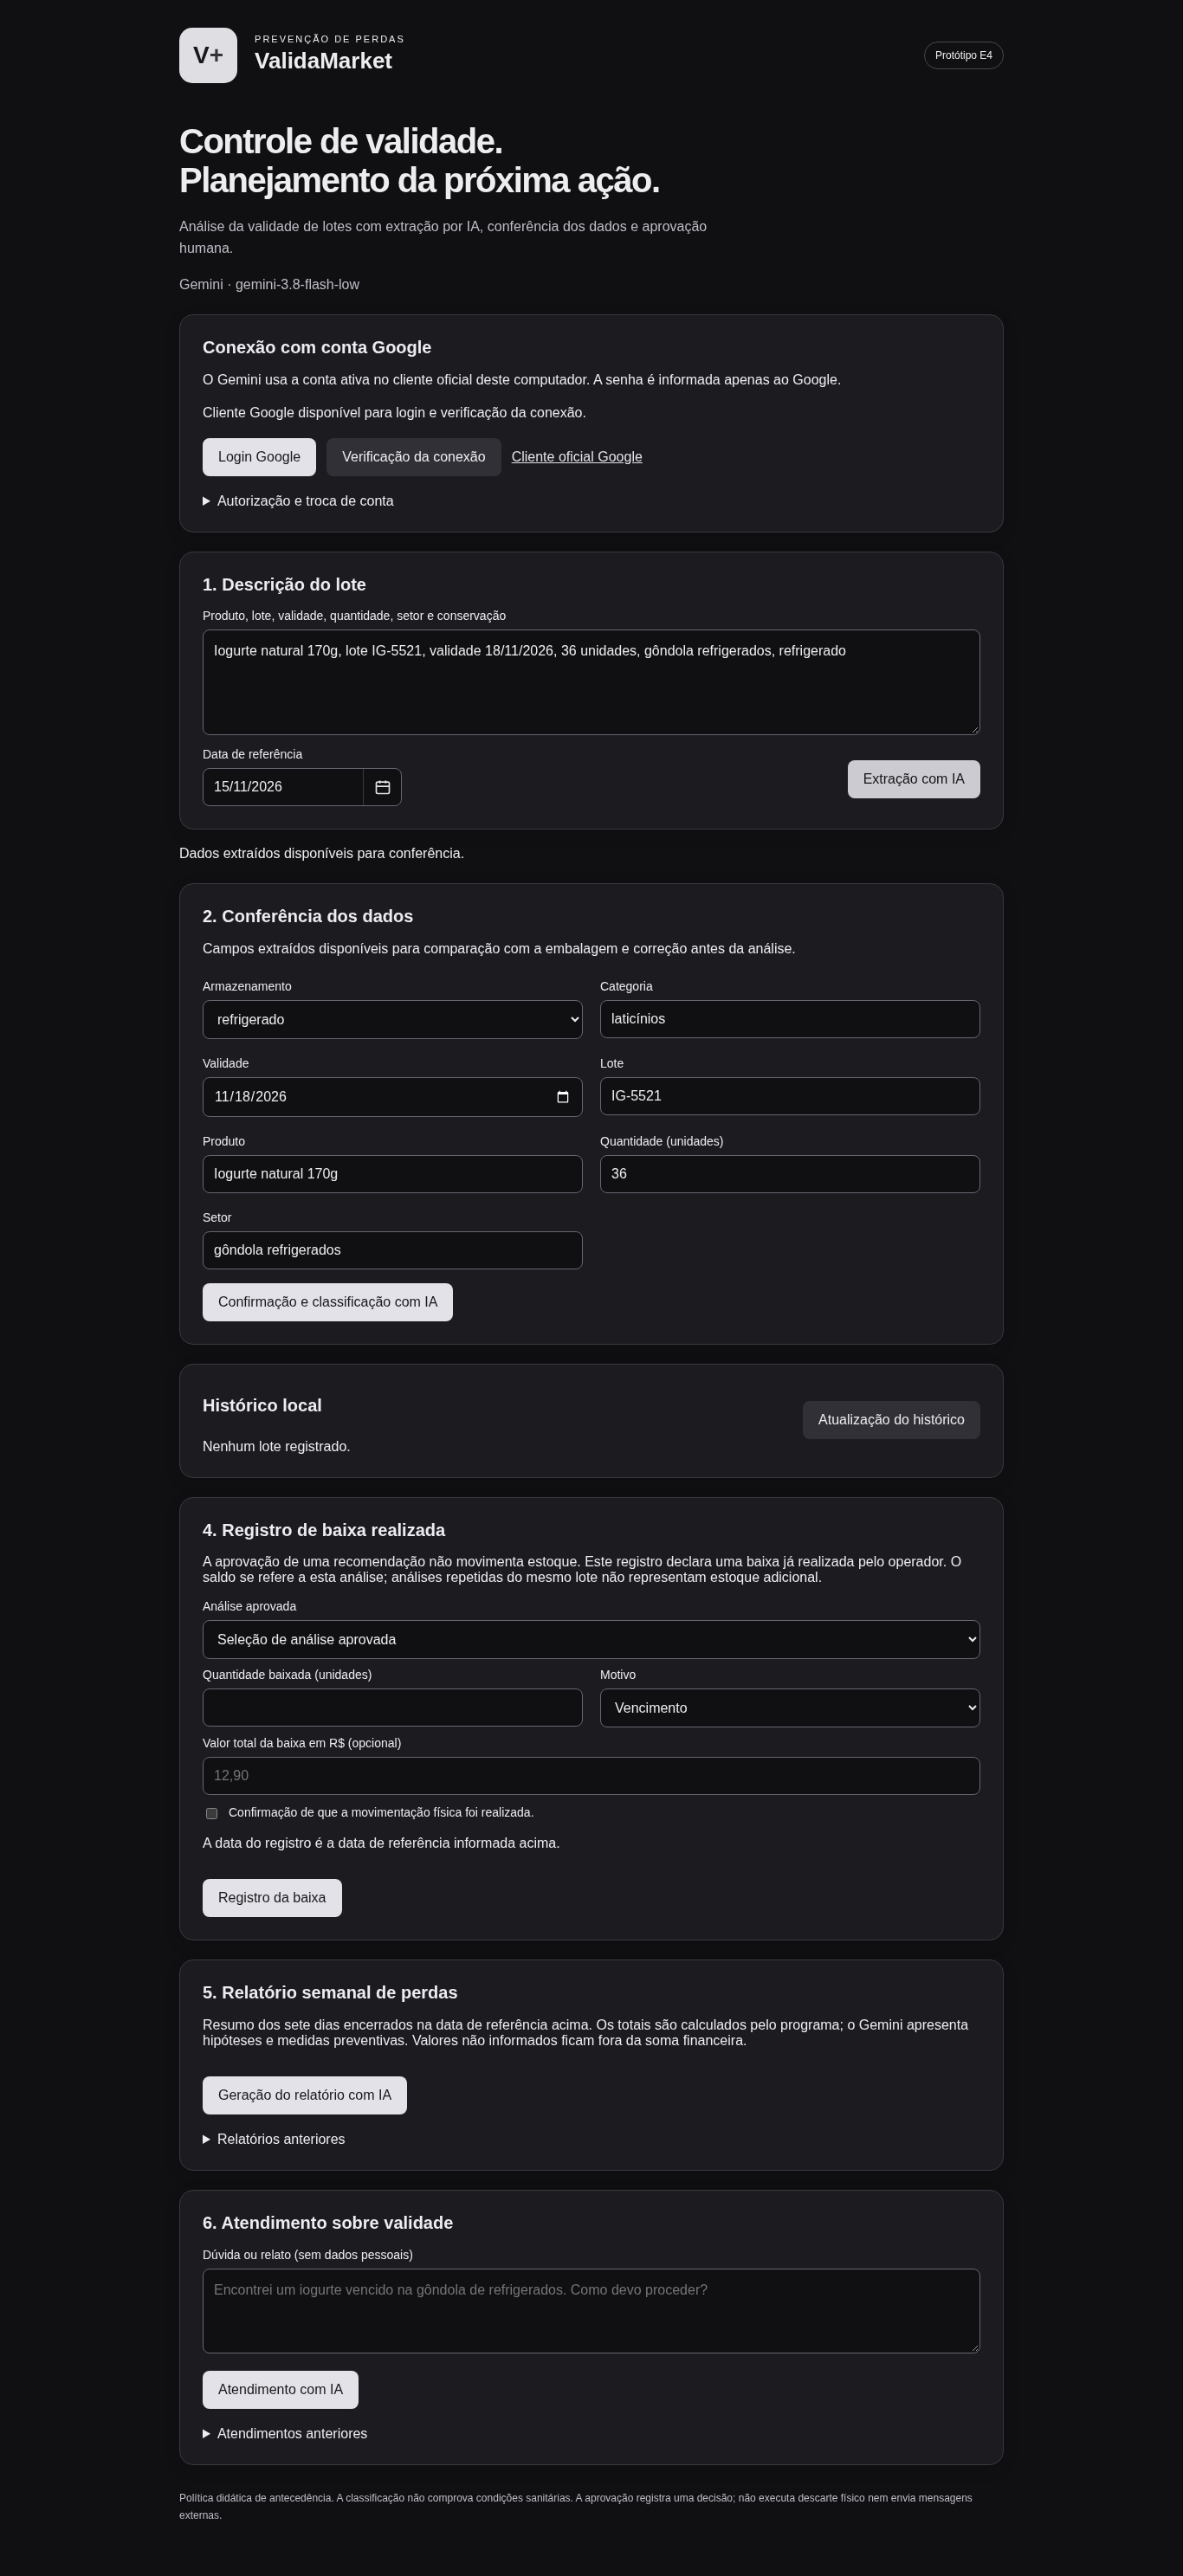 V+
PREVENÇÃO DE PERDAS
ValidaMarket
Protótipo E4
Controle de validade.
Planejamento da próxima ação.
Análise da validade de lotes com extração por IA, conferência dos dados e aprovação
humana.
Gemini · gemini-3.8-flash-low
Conexão com conta Google
O Gemini usa a conta ativa no cliente oficial deste computador. A senha é informada apenas ao Google.
Cliente Google disponível para login e verificação da conexão.
Login Google
Verificação da conexão
Cliente oficial Google
Autorização e troca de conta
1. Descrição do lote
Produto, lote, validade, quantidade, setor e conservação
Iogurte natural 170g, lote IG-5521, validade 18/11/2026, 36 unidades, gôndola refrigerados, refrigerado
Data de referência
15/11/2026
Extração com IA
Dados extraídos disponíveis para conferência.
2. Conferência dos dados
Campos extraídos disponíveis para comparação com a embalagem e correção antes da análise.
Armazenamento
Categoria
refrigerado
laticínios
Validade
Lote
11/18/2026
IG-5521
Produto
Quantidade (unidades)
Iogurte natural 170g
36
Setor
gôndola refrigerados
Confirmação e classificação com IA
Histórico local
Atualização do histórico
Nenhum lote registrado.
4. Registro de baixa realizada
A aprovação de uma recomendação não movimenta estoque. Este registro declara uma baixa já realizada pelo operador. O
saldo se refere a esta análise; análises repetidas do mesmo lote não representam estoque adicional.
Análise aprovada
Seleção de análise aprovada
Quantidade baixada (unidades)
Motivo
Vencimento
Valor total da baixa em R$ (opcional)
12,90
Confirmação de que a movimentação física foi realizada.
A data do registro é a data de referência informada acima.
Registro da baixa
5. Relatório semanal de perdas
Resumo dos sete dias encerrados na data de referência acima. Os totais são calculados pelo programa; o Gemini apresenta
hipóteses e medidas preventivas. Valores não informados ficam fora da soma financeira.
Geração do relatório com IA
Relatórios anteriores
6. Atendimento sobre validade
Dúvida ou relato (sem dados pessoais)
Encontrei um iogurte vencido na gôndola de refrigerados. Como devo proceder?
Atendimento com IA
Atendimentos anteriores
Política didática de antecedência. A classificação não comprova condições sanitárias. A aprovação registra uma decisão; não executa descarte físico nem envia mensagens
externas.